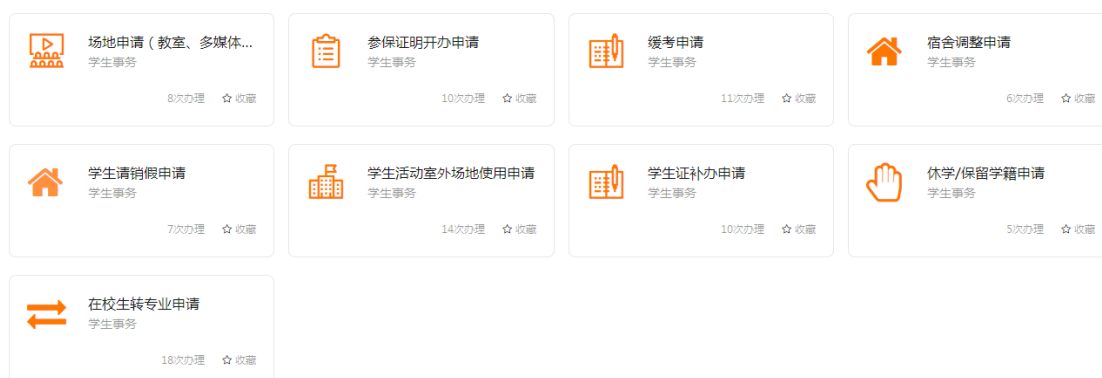 场地申请（教室、多媒体...
学生事务
8次办理 收藏
参保证明开办申请
学生事务
10次办理 收藏
缓考申请
学生事务
11次办理 收藏
宿舍调整申请
学生事务
6次办理 收藏
学生请销假申请
学生事务
7次办理 收藏
学生活动室外场地使用申请
学生事务
14次办理 收藏
学生证补办申请
学生事务
10次办理 收藏
休学/保留学籍申请
学生事务
5次办理 收藏
在校生转专业申请
学生事务
18次办理 收藏